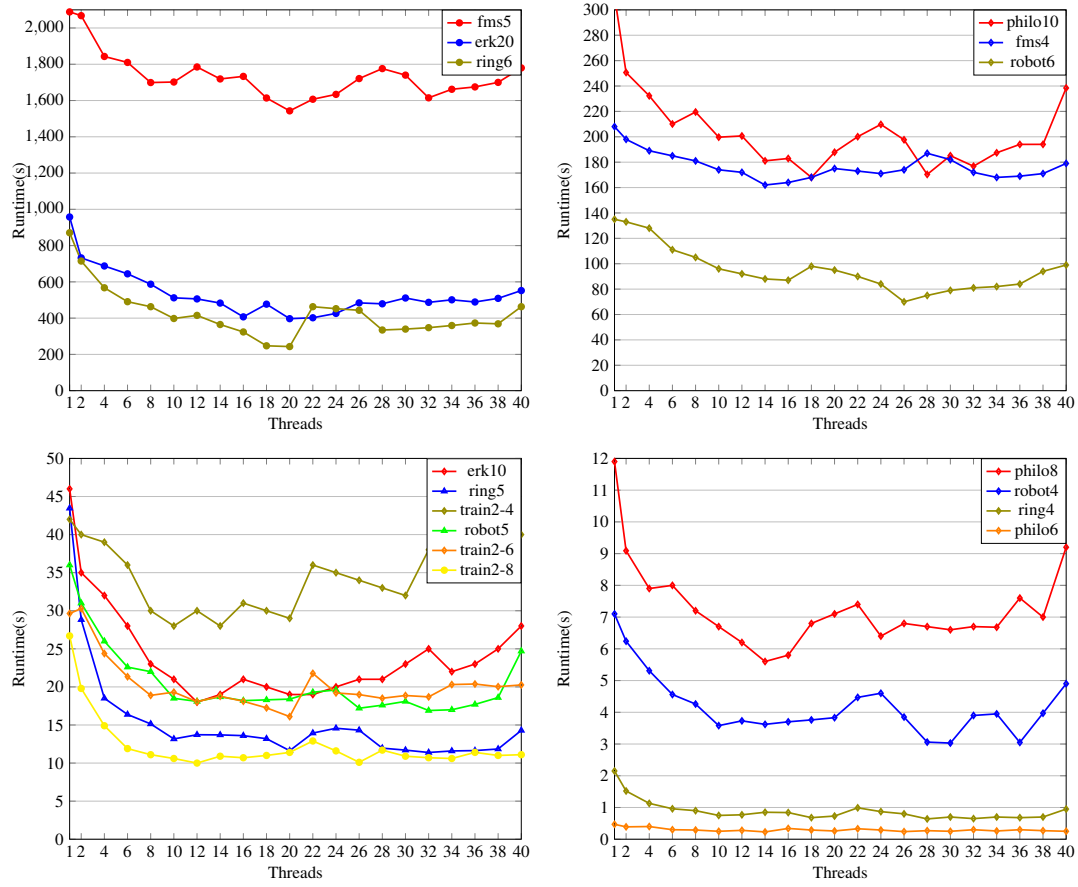 2,000
1,800
1,600
1,400
1,200
1,000
800
600
400
200
0
Runtime(s)
fms5
erk20
ring6
1 2 4 6 8 10 12 14 16 18 20 22 24 26 28 30 32 34 36 38 40
Threads
300
280
260
240
220
200
180
160
140
120
100
80
60
40
20
0
Runtime(s)
philo10
fms4
robot6
1 2 4 6 8 10 12 14 16 18 20 22 24 26 28 30 32 34 36 38 40
Threads
50
45
40
35
30
25
20
15
10
5
0
Runtime(s)
erk10
ring5
train2-4
robot5
train2-6
train2-8
1 2 4 6 8 10 12 14 16 18 20 22 24 26 28 30 32 34 36 38 40
Threads
12
11
10
9
8
7
6
5
4
3
2
1
0
Runtime(s)
philo8
robot4
ring4
philo6
1 2 4 6 8 10 12 14 16 18 20 22 24 26 28 30 32 34 36 38 40
Threads